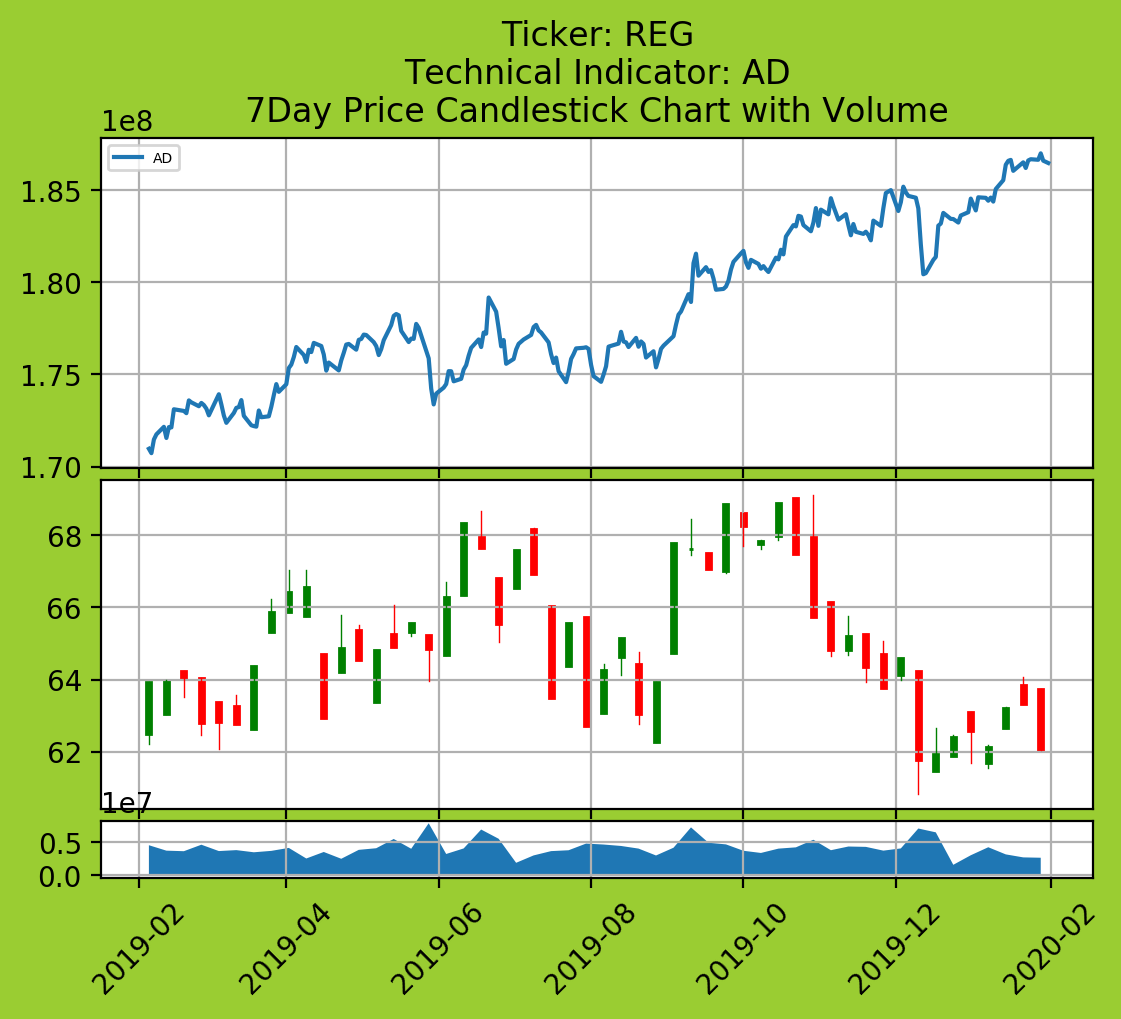 Ticker: REG
Technical Indicator: AD
7Day Price Candlestick Chart with Volume
1e8
AD
1.85
1.80
1.75
1.70
68
66
64
62
1e7
0.5
0.0
2019-02
2019-04
2019-06
2019-08
2019-10
2019-12
2020-02